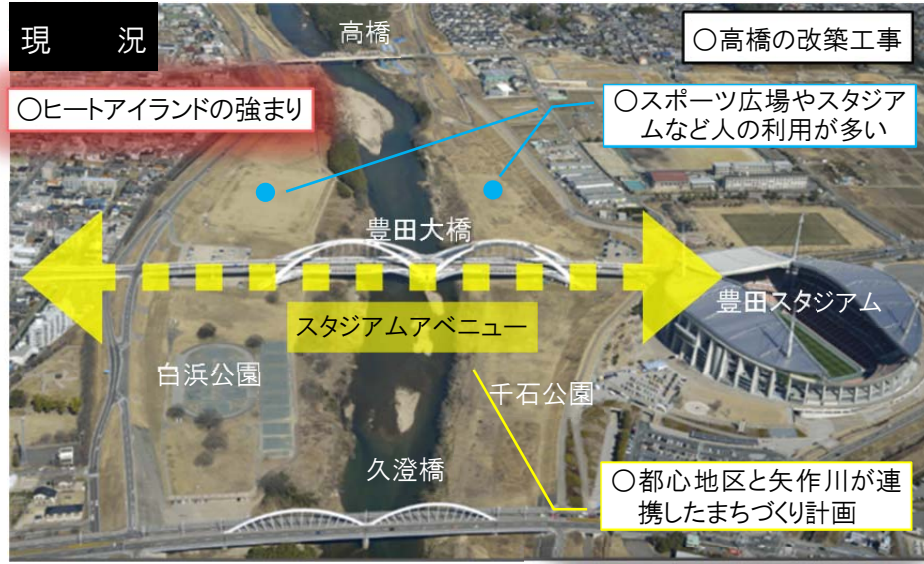 現　況
高橋
〇高橋の改築工事
〇ヒートアイランドの強まり
〇スポーツ広場やスタジア
ムなど人の利用が多い
豊田大橋
豊田スタジアム
スタジアムアベニュー
白浜公園
千石公園
久澄橋
〇都心地区と矢作川が連
携したまちづくり計画